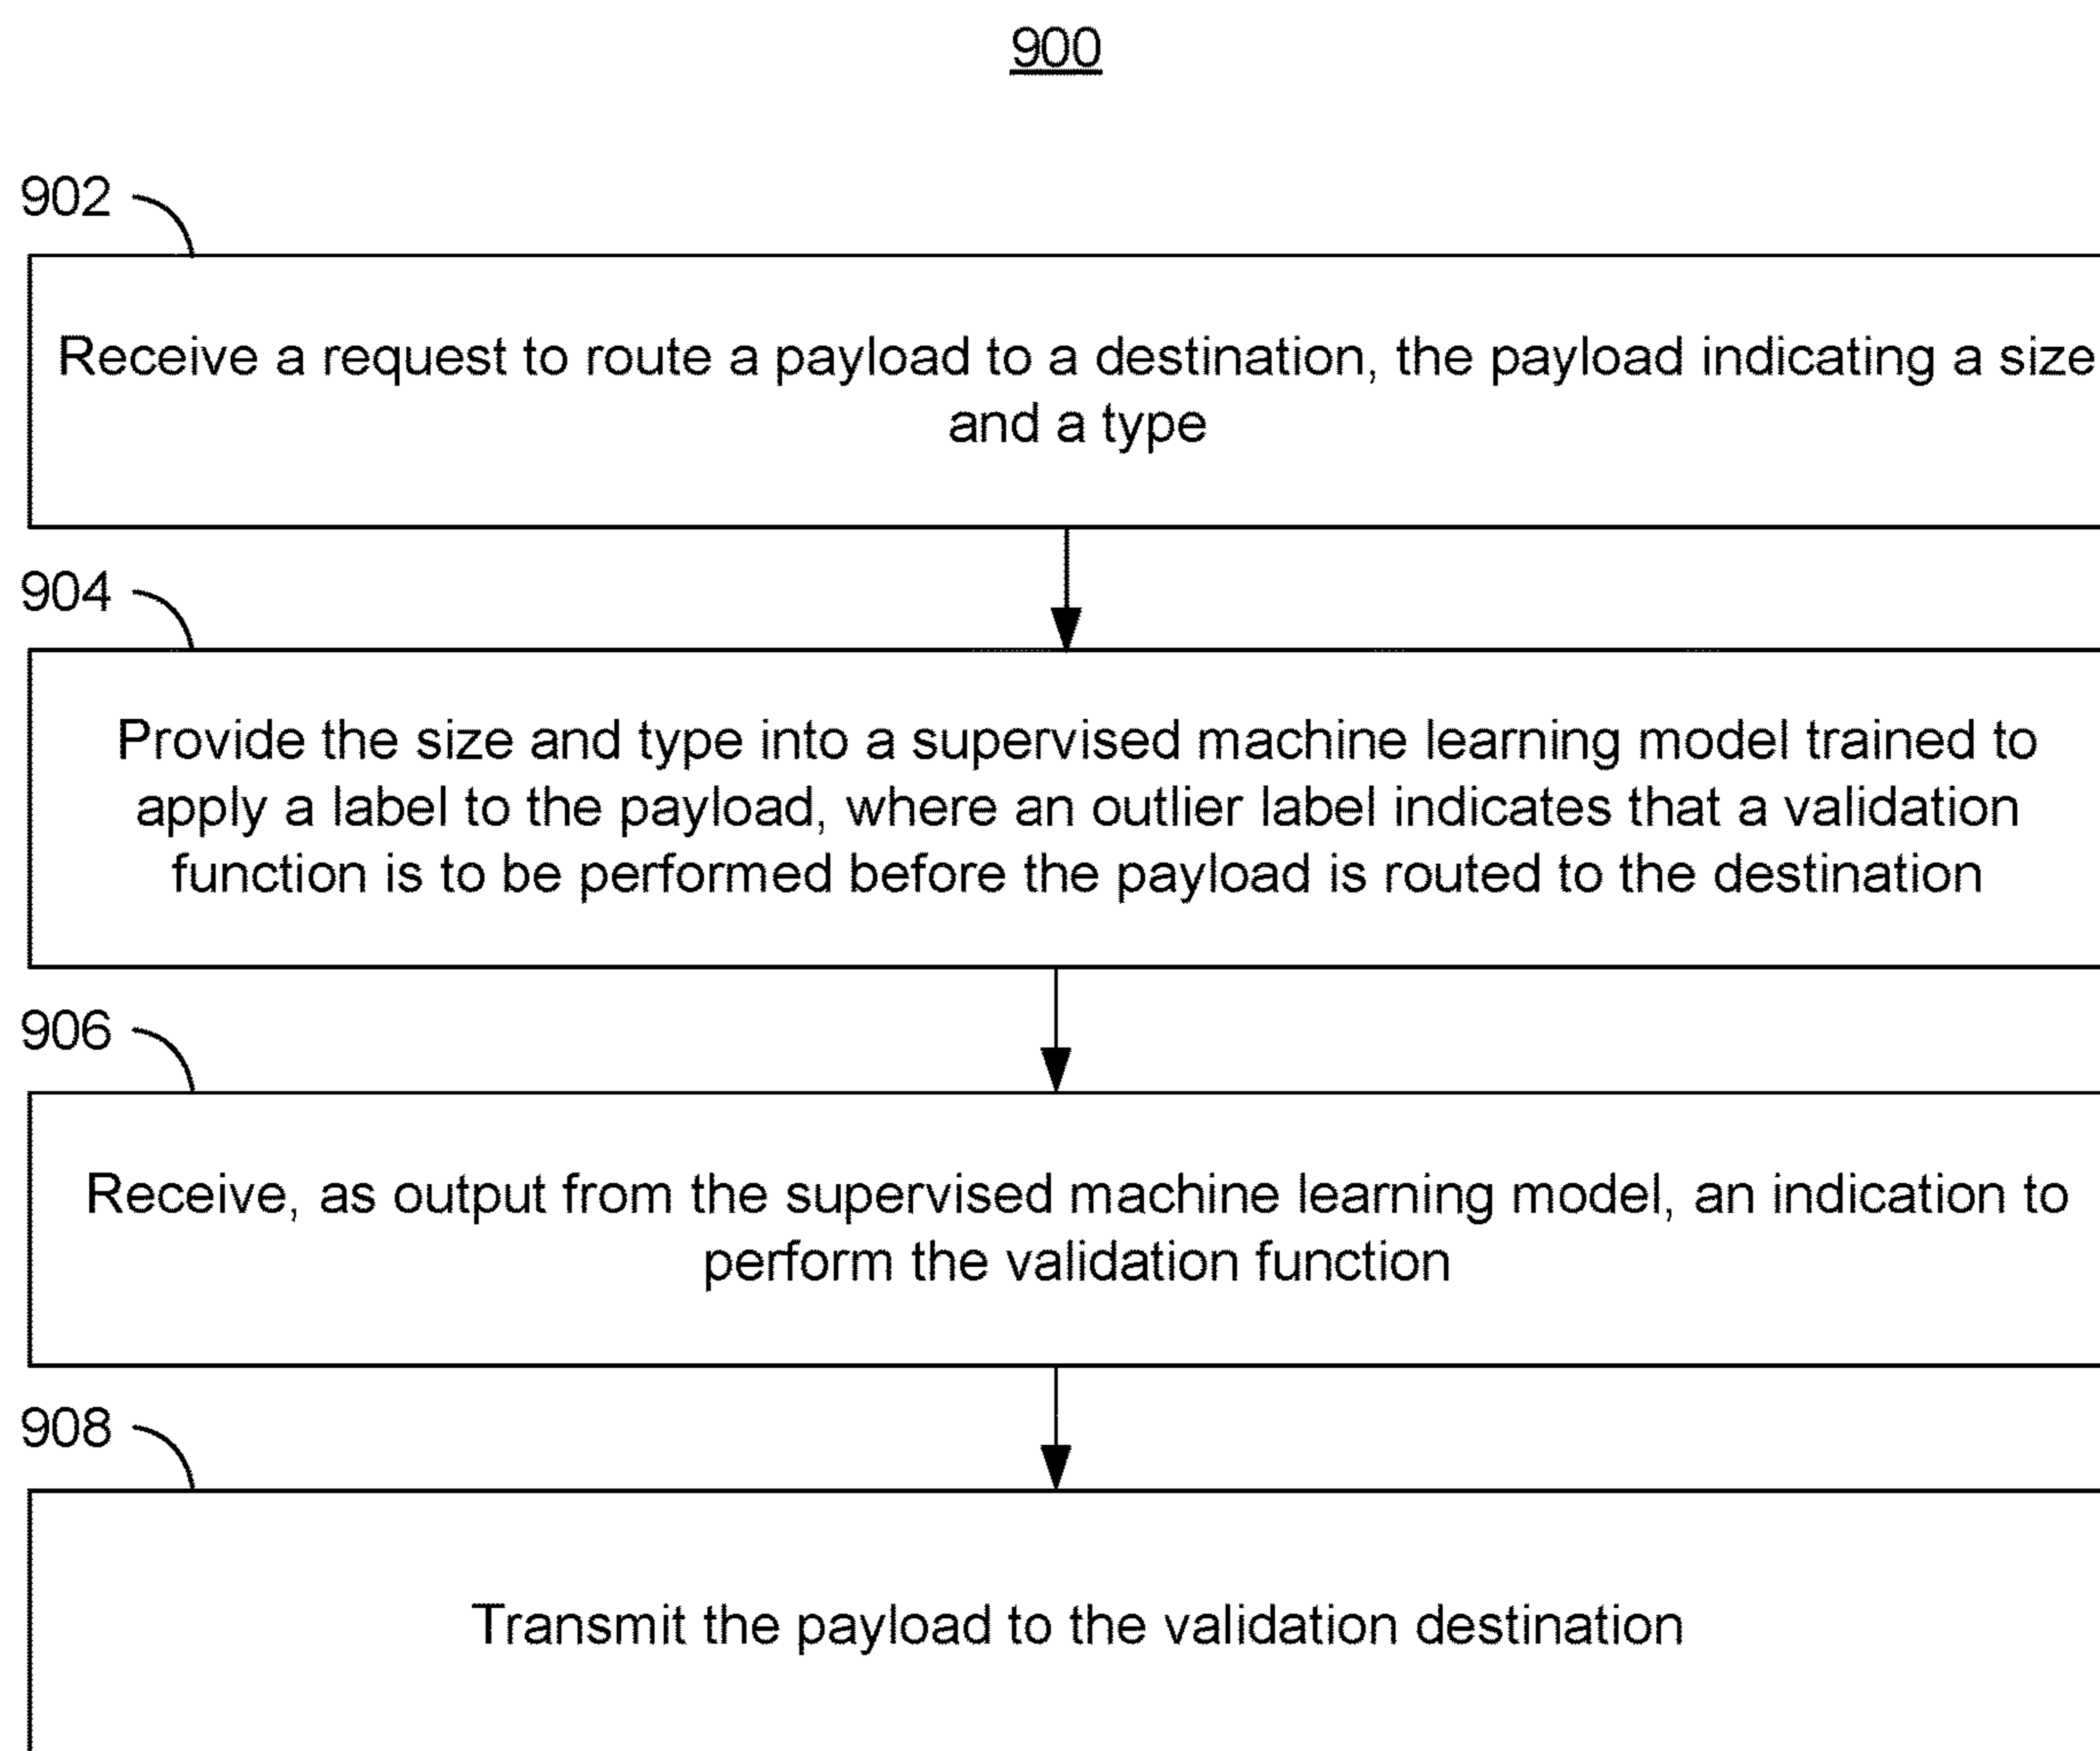 900
902
Receive a request to route a payload to a destination, the payload indicating a size
and a type
904
Provide the size and type into a supervised machine learning model trained to
apply a label to the payload, where an outlier label indicates that a validation
function is to be performed before the payload is routed to the destination
906
Receive, as output from the supervised machine learning model, an indication to
perform the validation function
908
Transmit the payload to the validation destination